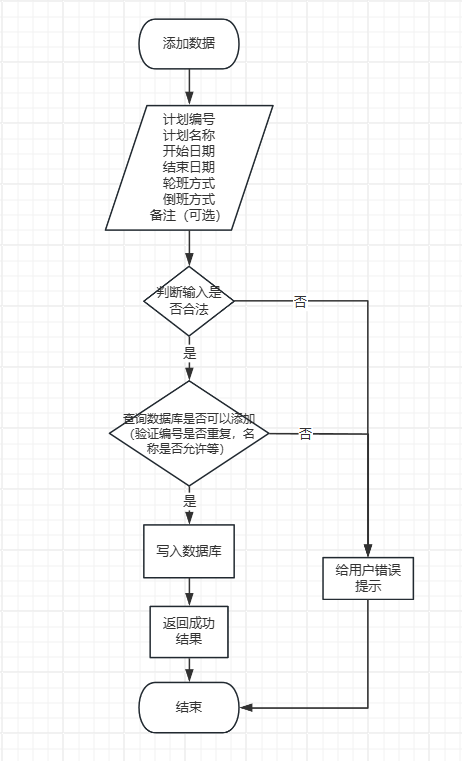 添加数据
计划编号
计划名称
开始日期
结束日期
轮班方式
倒班方式
备注（可选）
判断输入是
否合法
否
是
查询数据库是否可以添加
（验证编号是否重复，名
称是否允许等）
否
是
写入数据库
给用户错误
提示
返回成功
结果
结束